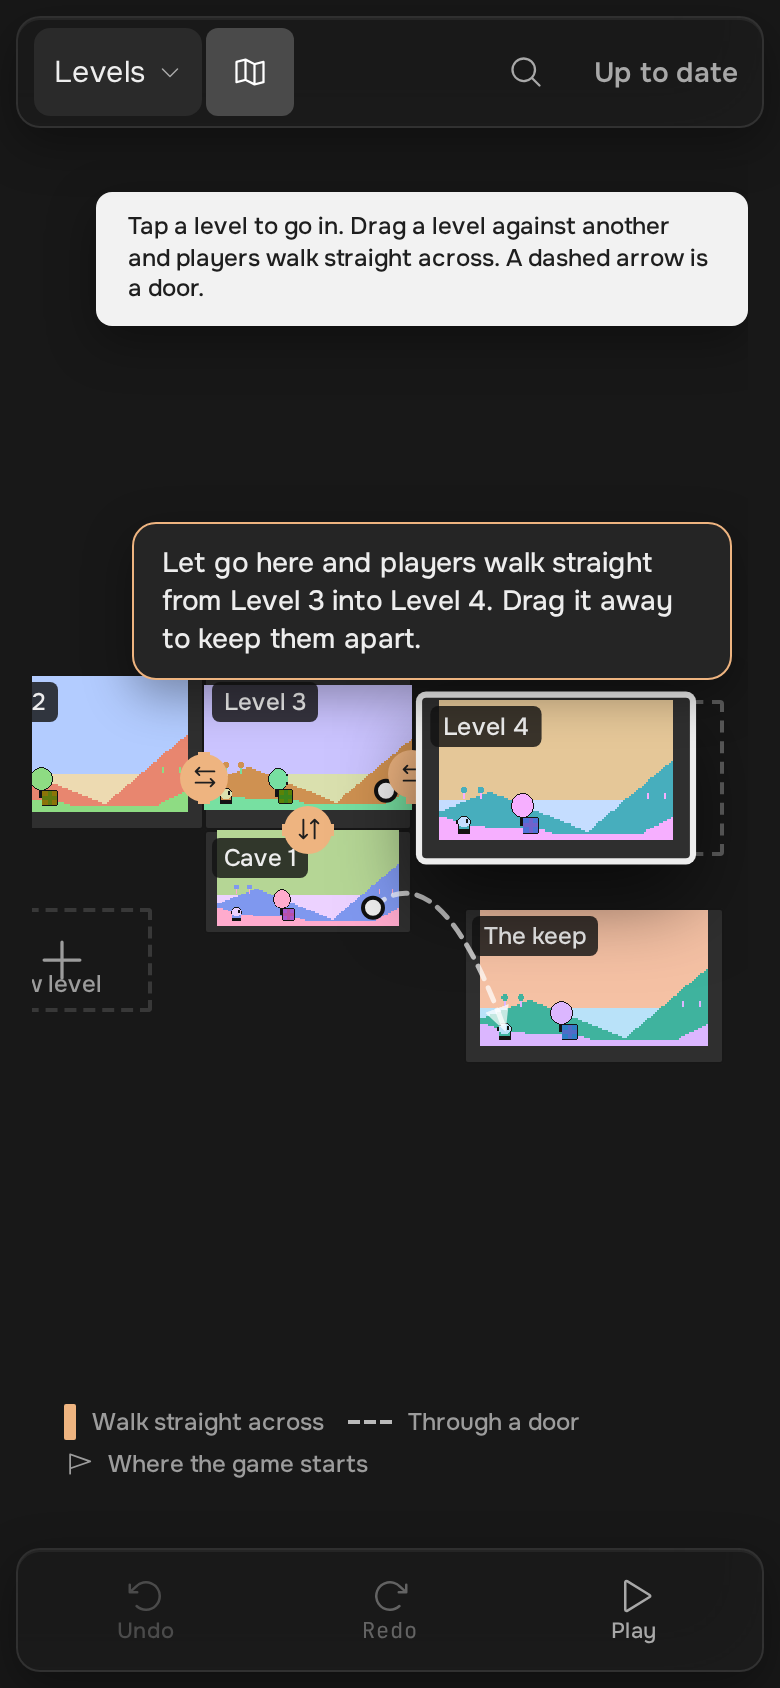 Levels
Up to date
Tap a level to go in. Drag a level against another
and players walk straight across. A dashed arrow is
a door.
Let go here and players walk straight
from Level 3 into Level 4. Drag it away
to keep them apart.
2
Level 3
Level 4
Cave 1
The keep
level
Walk straight across
Through a door
Where the game starts
Undo
Redo
Play